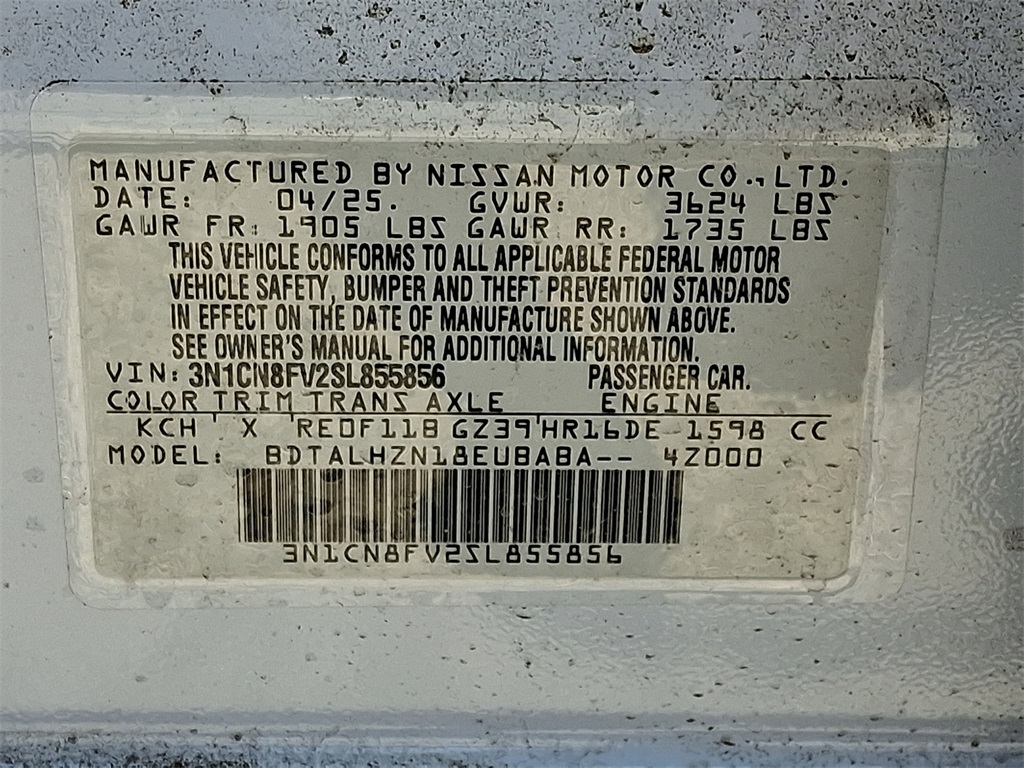 MANUFACTURED BY NISSAN MOTOR CO., LTD.
DATE: 04/25. GVWR: 3624 LBS
GAWR FR: 1905 LBS GAWR RR: 1735 LBS
THIS VEHICLE CONFORMS TO ALL APPLICABLE FEDERAL MOTOR
VEHICLE SAFETY, BUMPER AND THEFT PREVENTION STANDARDS
IN EFFECT ON THE DATE OF MANUFACTURE SHOWN ABOVE.
SEE OWNER'S MANUAL FOR ADDITIONAL INFORMATION.
VIN: 3N1CN8FV2SL855856 PASSENGER CAR.
COLOR TRIM TRANS AXLE ENGINE
KCH X RE0F11B GZ39 HR16DE 1598 CC
MODEL: BDTALHZN18EUBABA-- 4Z000
3N1CN8FV2SL855856